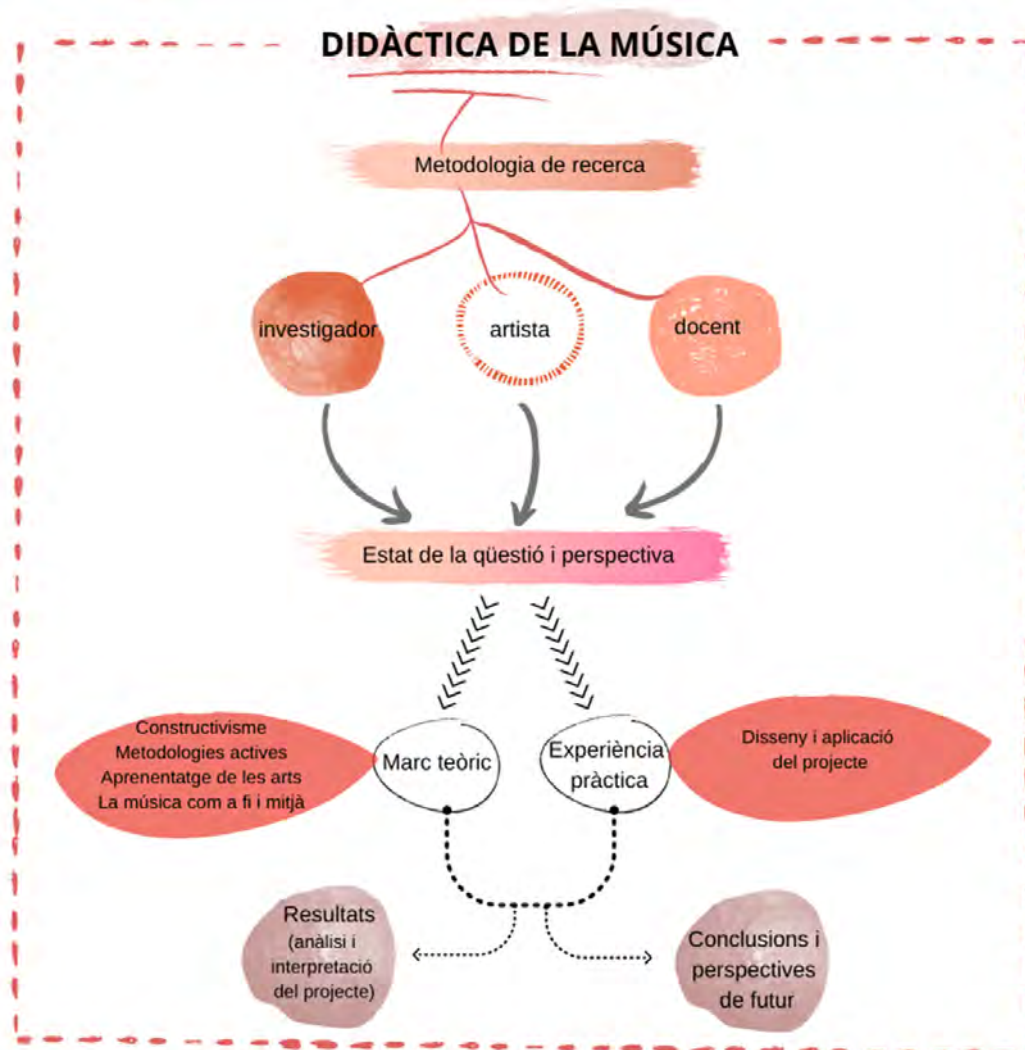 DIDÀCTICA DE LA MÚSICA
Metodologia de recerca
investigador
artista
docent
Estat de la qüestió i perspectiva
Constructivisme
Metodologies actives
Aprenentatge de les arts
La música com a fi i mitjà
Marc teòric
Experiència
pràctica
Disseny i aplicació
del projecte
Resultats
(anàlisi i
interpretació
del projecte)
Conclusions i
perspectives
de futur